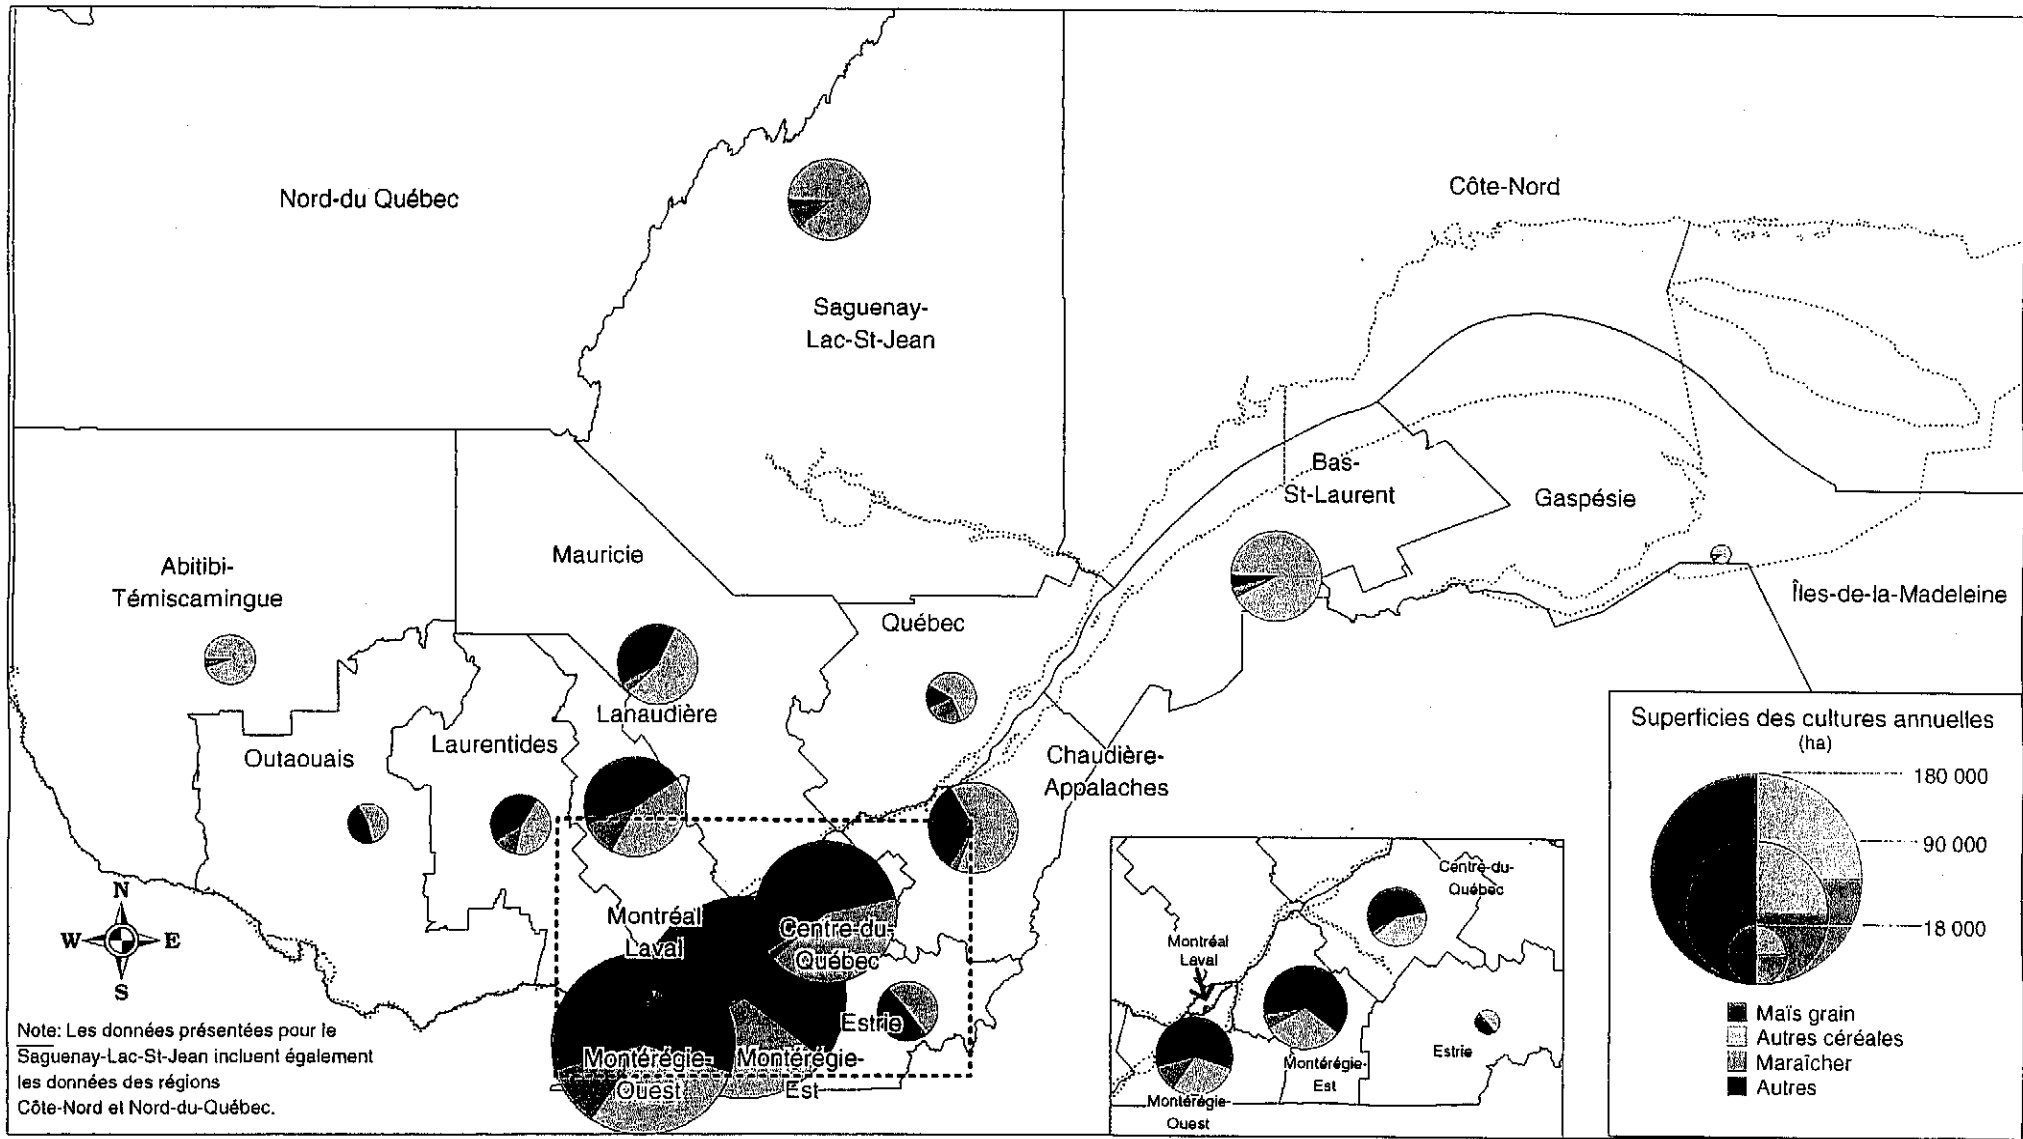 Nord-du Québec
Côte-Nord
Saguenay-
Lac-St-Jean
Bas-
St-Laurent
Gaspésie
Îles-de-la-Madeleine
Abitibi-
Témiscamingue
Mauricie
Québec
Lanaudière
Laurentides
Outaouais
Chaudière-
Appalaches
Montréal
Laval
Centre-du-
Québec
Estrie
Montérégie-
Ouest
Montérégie-
Est
N
W
E
S
Note: Les données présentées pour le
Saguenay-Lac-St-Jean incluent également
les données des régions
Côte-Nord et Nord-du-Québec.
Centre-du-
Québec
Montréal
Laval
Estrie
Montérégie-
Est
Montérégie-
Ouest
Superficies des cultures annuelles
(ha)
180 000
90 000
18 000
Maïs grain
Autres céréales
Maraîcher
Autres